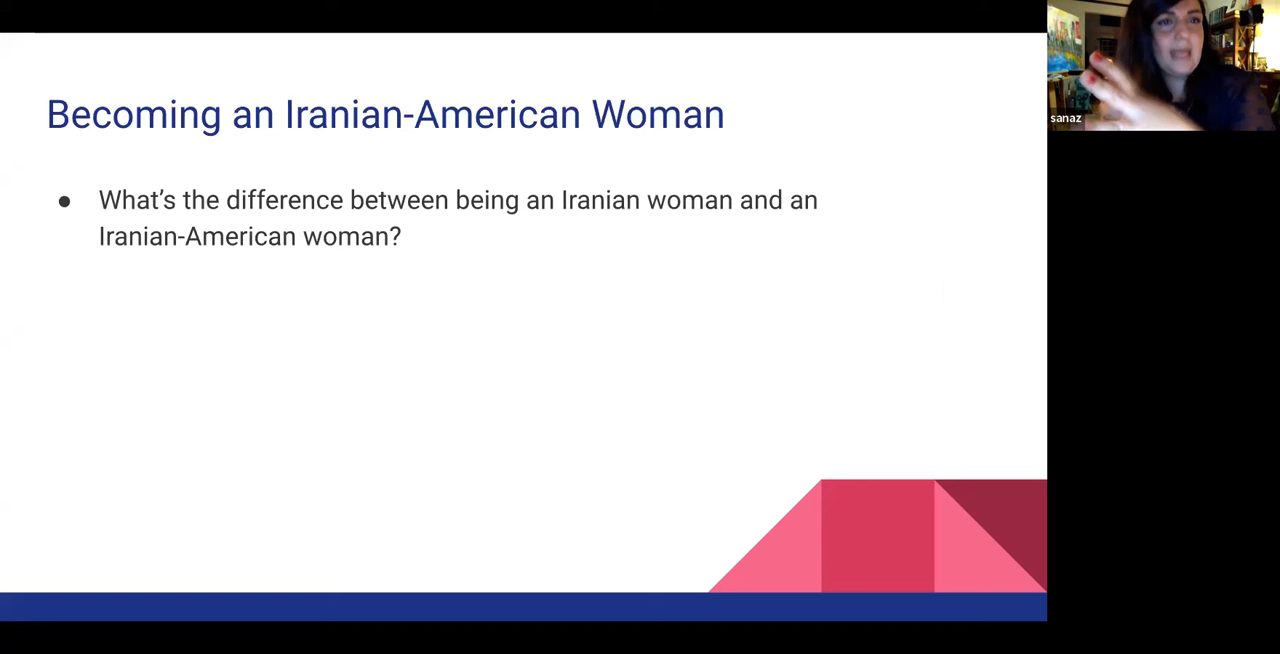 Becoming an Iranian-American Woman
● What’s the difference between being an Iranian woman and an
Iranian-American woman?
sanaz